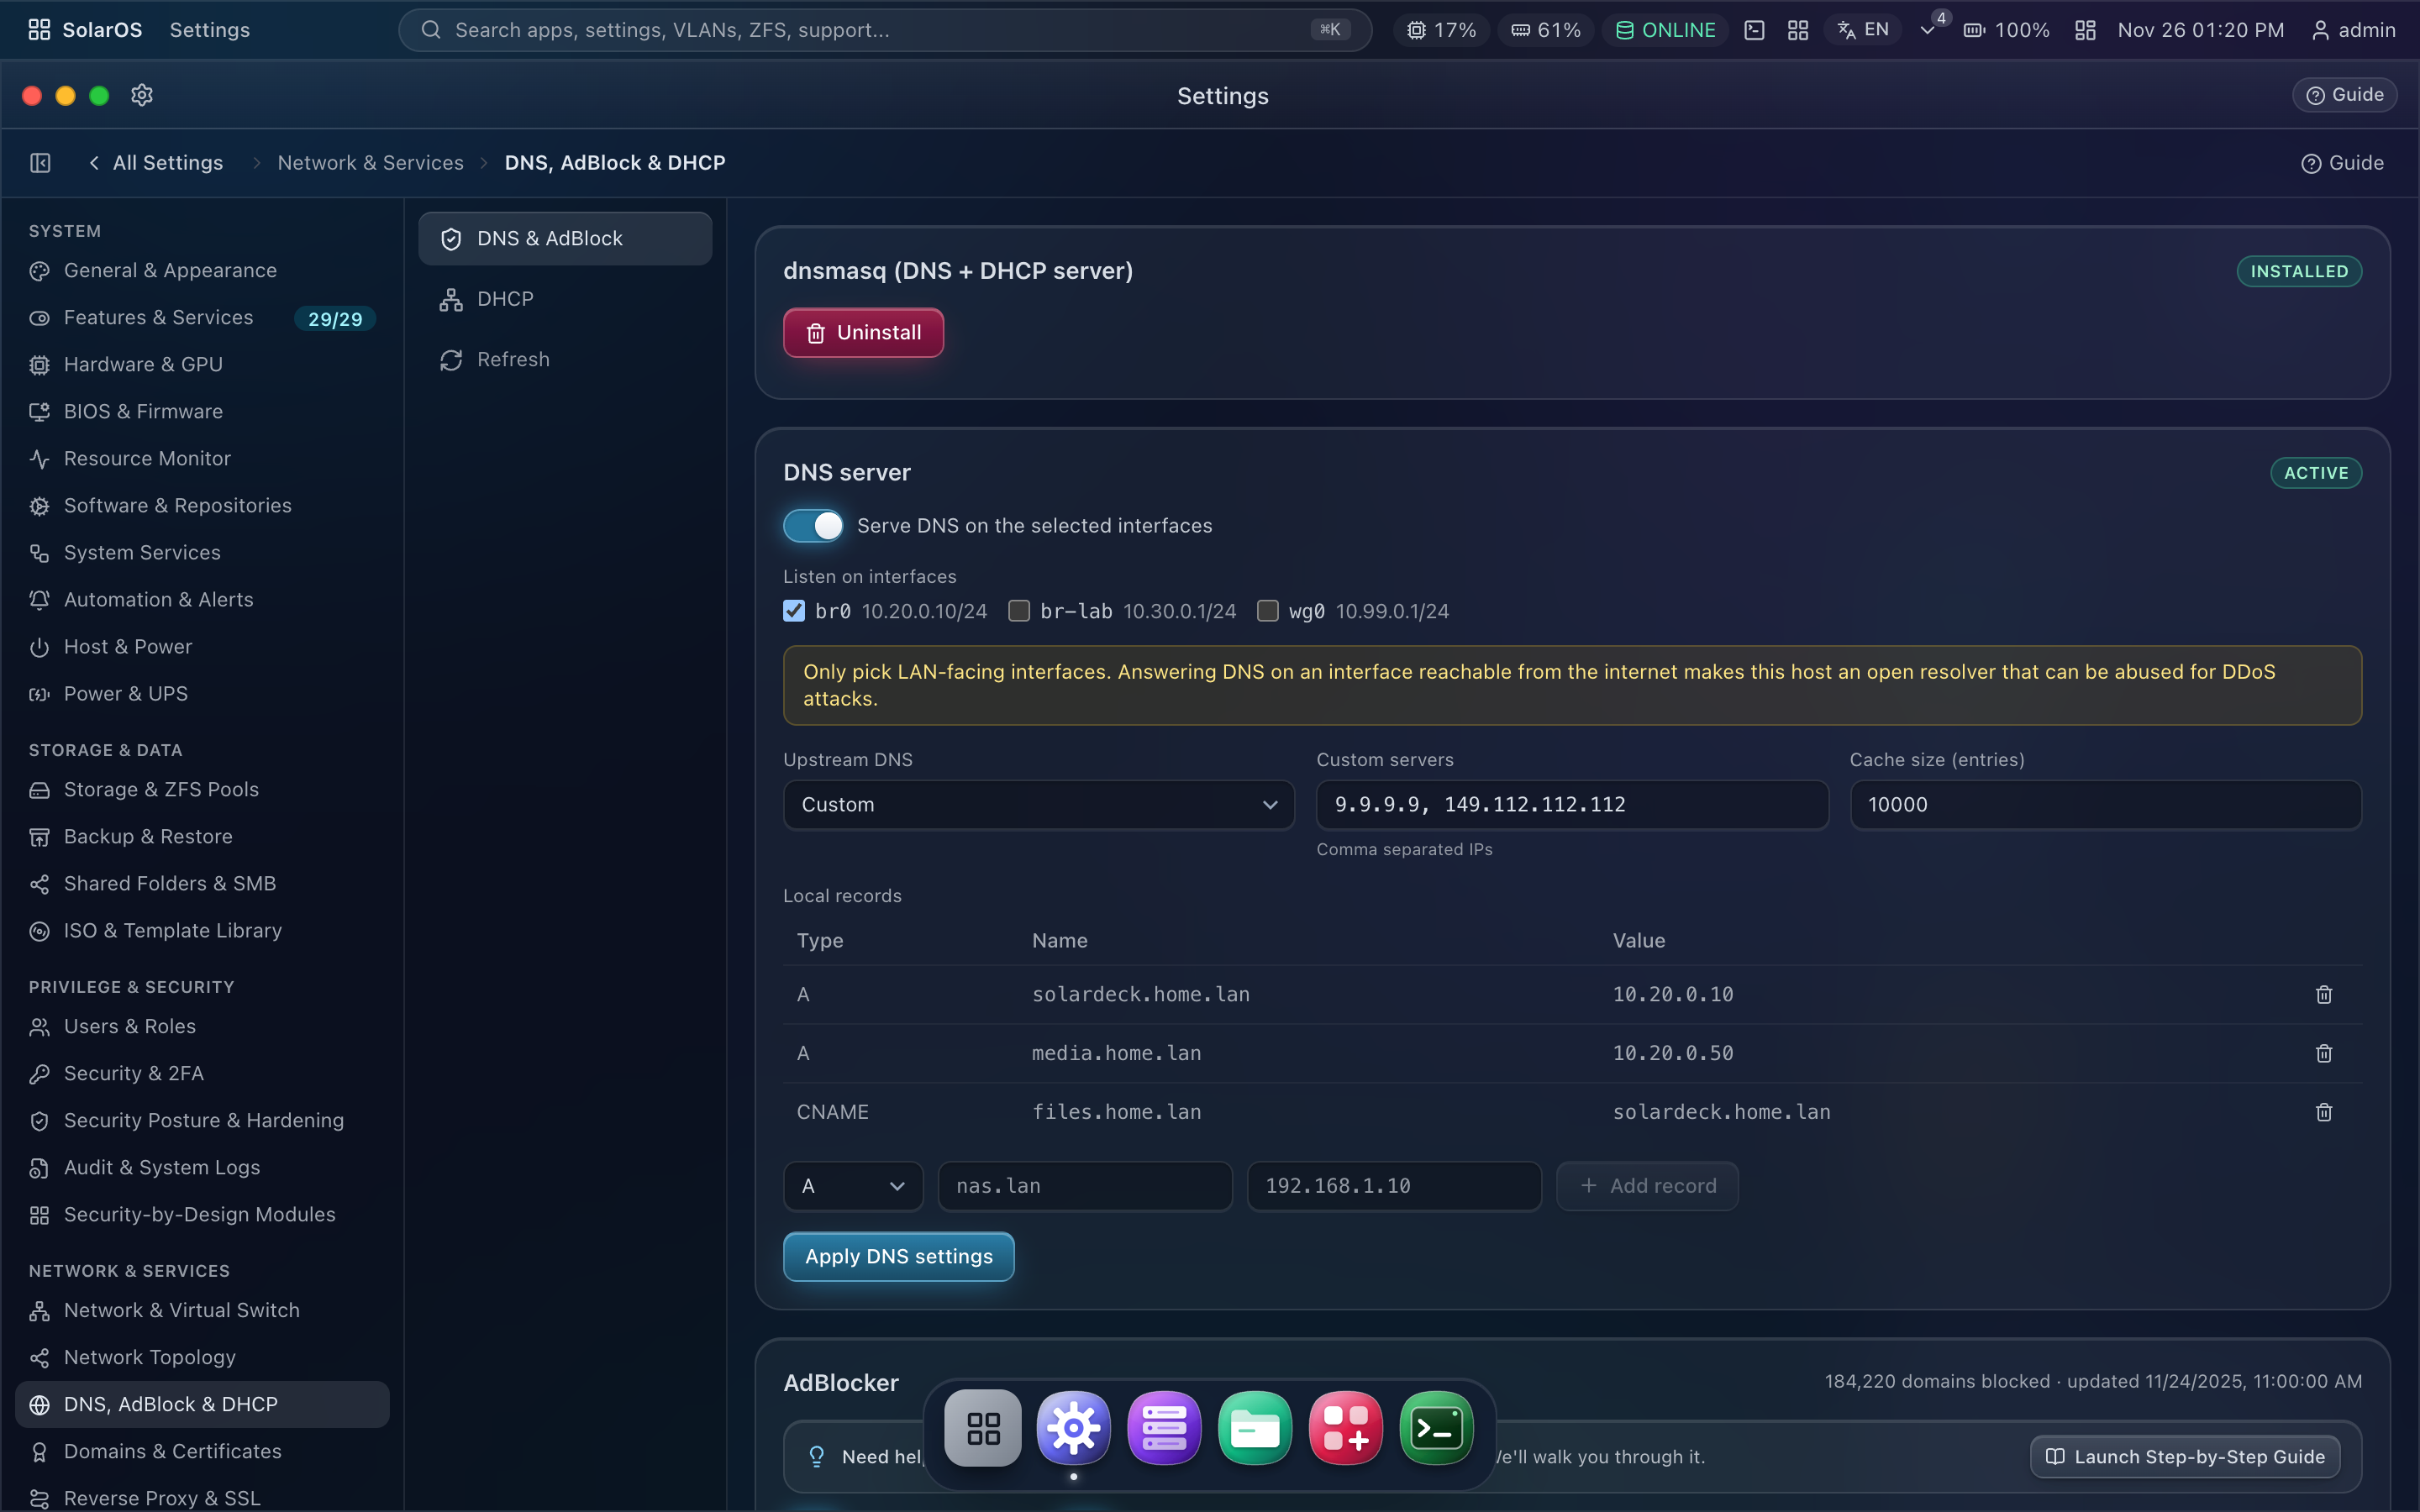 SolarOS Settings Search apps, settings, VLANs, ZFS, support... ⌘K 17% 61% ONLINE EN 4 100% Nov 26 01:20 PM admin
Settings Guide
All Settings Network & Services DNS, AdBlock & DHCP Guide
SYSTEM
General & Appearance
Features & Services 29/29
Hardware & GPU
BIOS & Firmware
Resource Monitor
Software & Repositories
System Services
Automation & Alerts
Host & Power
Power & UPS
STORAGE & DATA
Storage & ZFS Pools
Backup & Restore
Shared Folders & SMB
ISO & Template Library
PRIVILEGE & SECURITY
Users & Roles
Security & 2FA
Security Posture & Hardening
Audit & System Logs
Security-by-Design Modules
NETWORK & SERVICES
Network & Virtual Switch
Network Topology
DNS, AdBlock & DHCP
Domains & Certificates
Reverse Proxy & SSL
DNS & AdBlock
DHCP
Refresh
dnsmasq (DNS + DHCP server) INSTALLED
Uninstall
DNS server ACTIVE
Serve DNS on the selected interfaces
Listen on interfaces
br0 10.20.0.10/24 br-lab 10.30.0.1/24 wg0 10.99.0.1/24
Only pick LAN-facing interfaces. Answering DNS on an interface reachable from the internet makes this host an open resolver that can be abused for DDoS
attacks.
Upstream DNS Custom servers Cache size (entries)
Custom 9.9.9.9, 149.112.112.112 10000
Comma separated IPs
Local records
Type Name Value
A solardeck.home.lan 10.20.0.10
A media.home.lan 10.20.0.50
CNAME files.home.lan solardeck.home.lan
A nas.lan 192.168.1.10 Add record
Apply DNS settings
AdBlocker 184,220 domains blocked · updated 11/24/2025, 11:00:00 AM
Need walk you through it. Launch Step-by-Step Guide